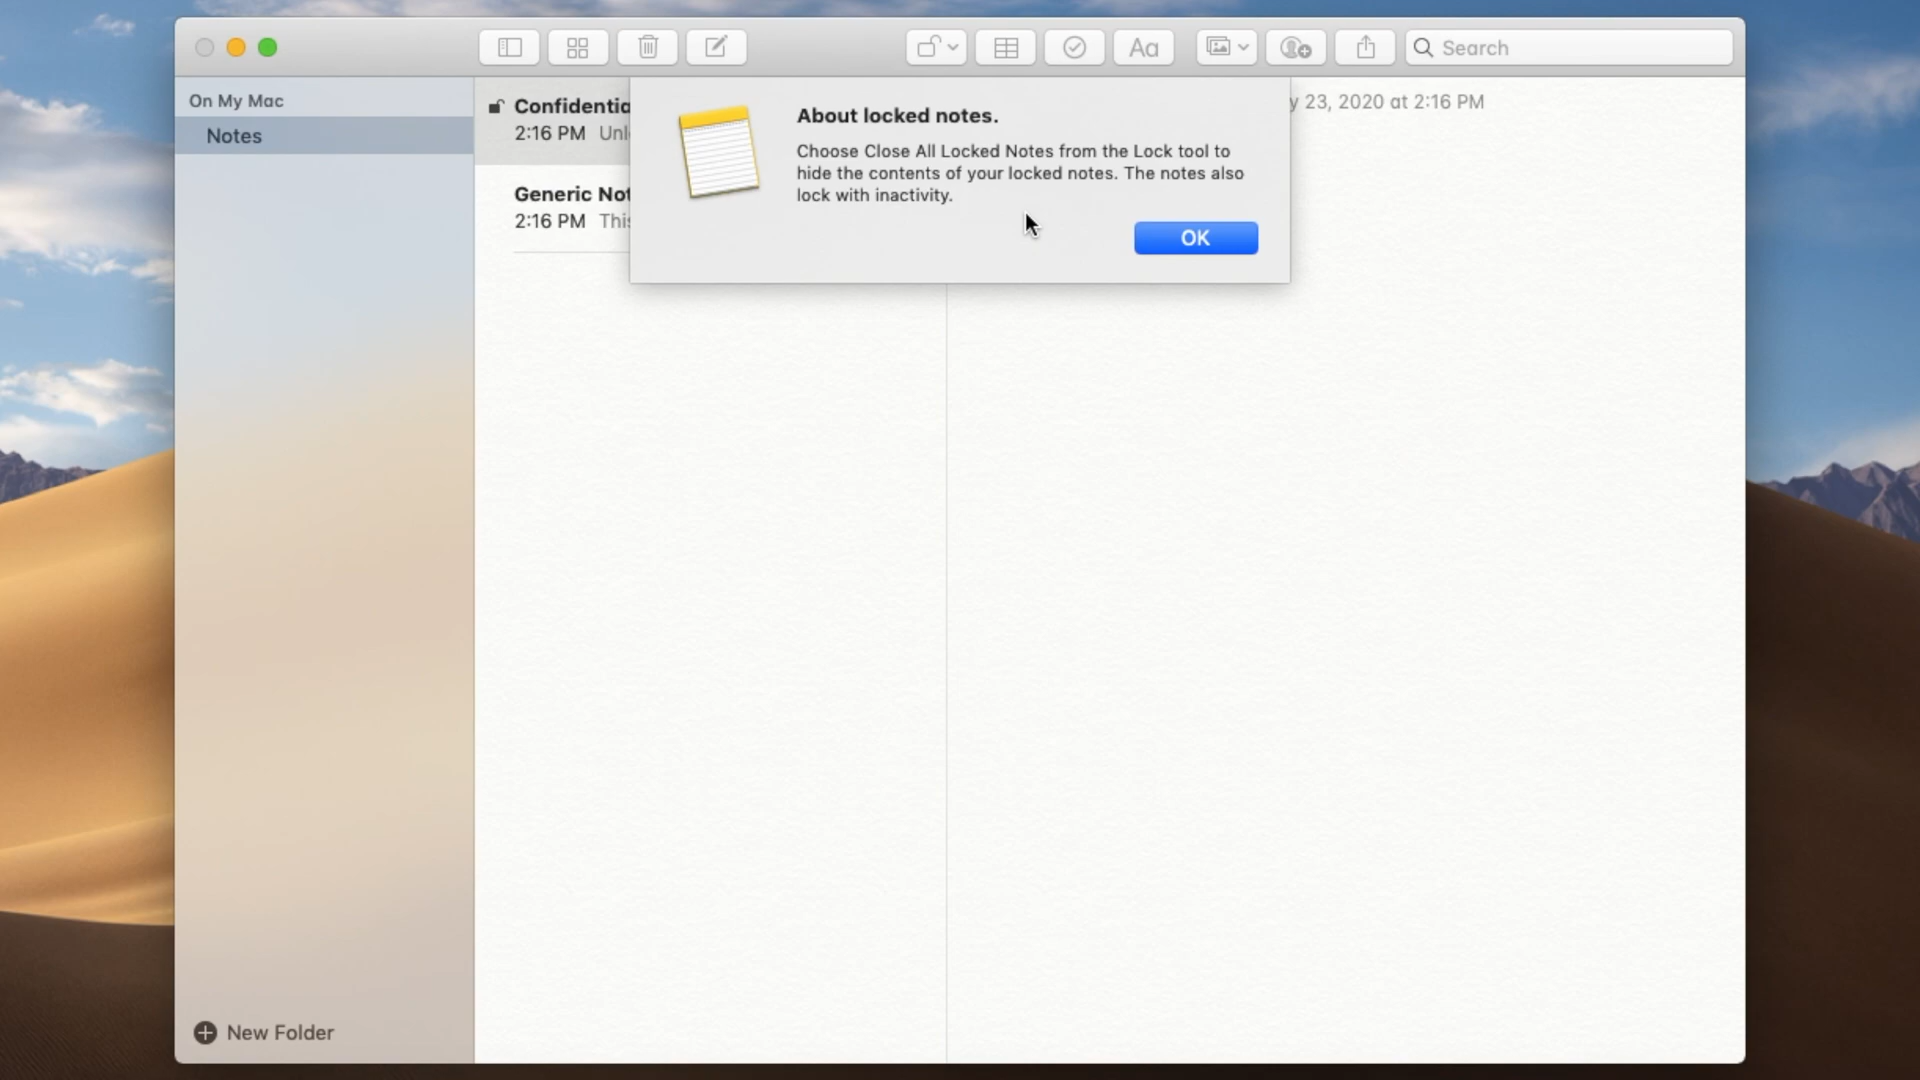 Aa
Search
On My Mac
Notes
Confidentia
2:16 PM Unl
Generic Not
2:16 PM This
About locked notes.
Choose Close All Locked Notes from the Lock tool to
hide the contents of your locked notes. The notes also
lock with inactivity.
OK
y 23, 2020 at 2:16 PM
New Folder